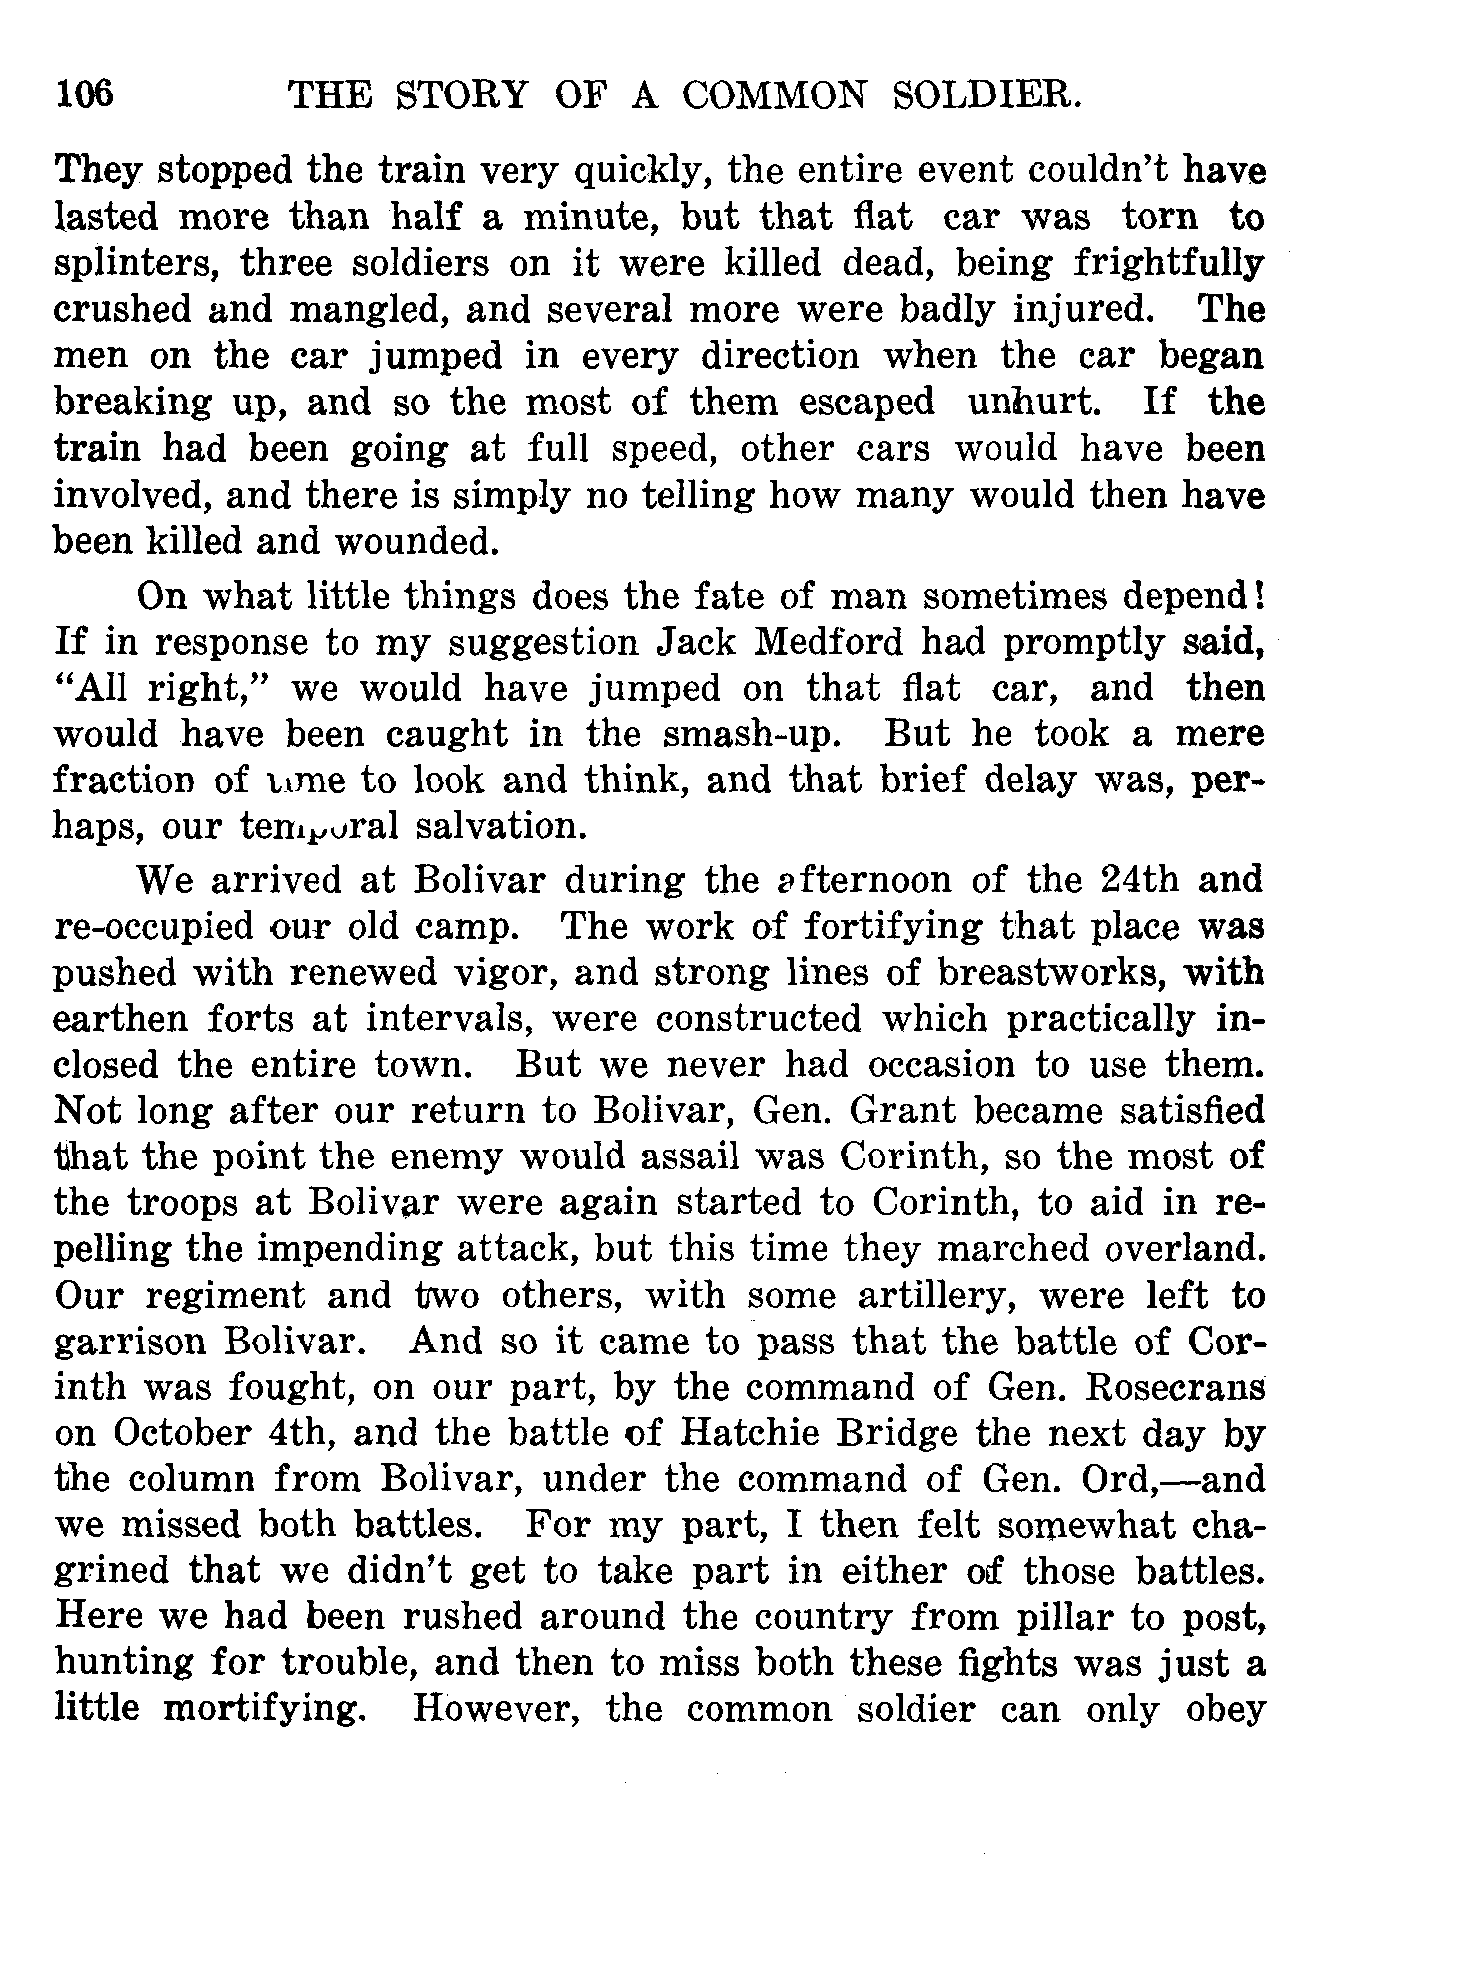 106 THE STORY OF A COMMON SOLDIER.
They stopped the train very quickly, the entire event couldn't have
lasted more than half a minute, but that flat car was torn to
splinters, three soldiers on it were killed dead, being frightfully
crushed and mangled, and several more were badly injured. The
men on the car jumped in every direction when the car began
breaking up, and so the most of them escaped unhurt. If the
train had been going at full speed, other cars would have been
involved, and there is simply no telling how many would then have
been killed and wounded.
On what little things does the fate of man sometimes depend!
If in response to my suggestion Jack Medford had promptly said,
“All right,” we would have jumped on that flat car, and then
would have been caught in the smash-up. But he took a mere
fraction of time to look and think, and that brief delay was, per-
haps, our temporal salvation.
We arrived at Bolivar during the afternoon of the 24th and
re-occupied our old camp. The work of fortifying that place was
pushed with renewed vigor, and strong lines of breastworks, with
earthen forts at intervals, were constructed which practically in-
closed the entire town. But we never had occasion to use them.
Not long after our return to Bolivar, Gen. Grant became satisfied
that the point the enemy would assail was Corinth, so the most of
the troops at Bolivar were again started to Corinth, to aid in re-
pelling the impending attack, but this time they marched overland.
Our regiment and two others, with some artillery, were left to
garrison Bolivar. And so it came to pass that the battle of Cor-
inth was fought, on our part, by the command of Gen. Rosecrans
on October 4th, and the battle of Hatchie Bridge the next day by
the column from Bolivar, under the command of Gen. Ord,—and
we missed both battles. For my part, I then felt somewhat cha-
grined that we didn't get to take part in either of those battles.
Here we had been rushed around the country from pillar to post,
hunting for trouble, and then to miss both these fights was just a
little mortifying. However, the common soldier can only obey